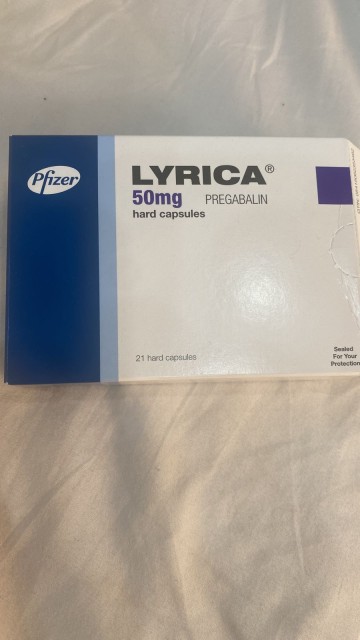 Pfizer
LYRICA®
50mg PREGABALIN
hard capsules
21 hard capsules
Sealed
For Your
Protection